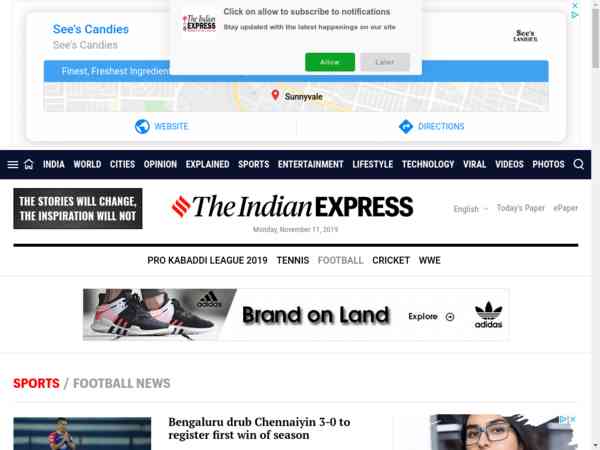 See's Candies
See's Candies
See's
CANDIES
Finest, Freshest Ingredien
Sunnyvale
WEBSITE
DIRECTIONS
The Indian
EXPRESS
Click on allow to subscribe to notifications
Stay updated with the latest happenings on our site
Allow
Later
INDIA WORLD CITIES OPINION EXPLAINED SPORTS ENTERTAINMENT LIFESTYLE TECHNOLOGY VIRAL VIDEOS PHOTOS
THE STORIES WILL CHANGE,
THE INSPIRATION WILL NOT
The Indian EXPRESS
Monday, November 11, 2019
English
Today's Paper
ePaper
PRO KABADDI LEAGUE 2019 TENNIS FOOTBALL CRICKET WWE
adidas
Brand on Land
Explore
adidas
SPORTS / FOOTBALL NEWS
Bengaluru drub Chennaiyin 3-0 to
register first win of season